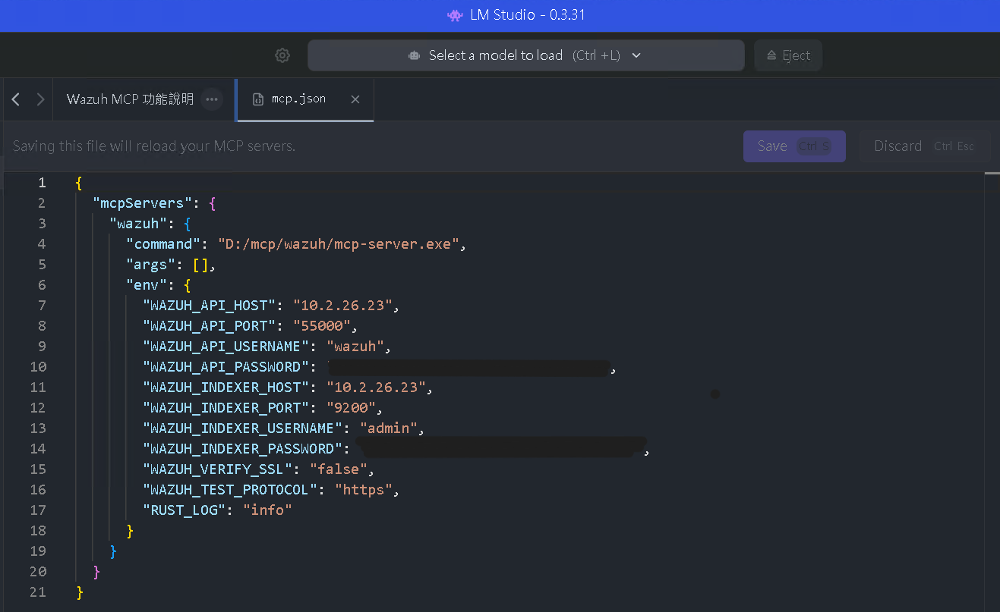 LM Studio - 0.3.31
Select a model to load (Ctrl + L)
Eject
Wazuh MCP 功能說明
mcp.json
Saving this file will reload your MCP servers.
Save Ctrl S
Discard Ctrl Esc
1 {
2 "mcpServers": {
3 "wazuh": {
4 "command": "D:/mcp/wazuh/mcp-server.exe",
5 "args": [],
6 "env": {
7 "WAZUH_API_HOST": "10.2.26.23",
8 "WAZUH_API_PORT": "55000",
9 "WAZUH_API_USERNAME": "wazuh",
10 "WAZUH_API_PASSWORD": ,
11 "WAZUH_INDEXER_HOST": "10.2.26.23",
12 "WAZUH_INDEXER_PORT": "9200",
13 "WAZUH_INDEXER_USERNAME": "admin",
14 "WAZUH_INDEXER_PASSWORD": ,
15 "WAZUH_VERIFY_SSL": "false",
16 "WAZUH_TEST_PROTOCOL": "https",
17 "RUST_LOG": "info"
18 }
19 }
20 }
21 }